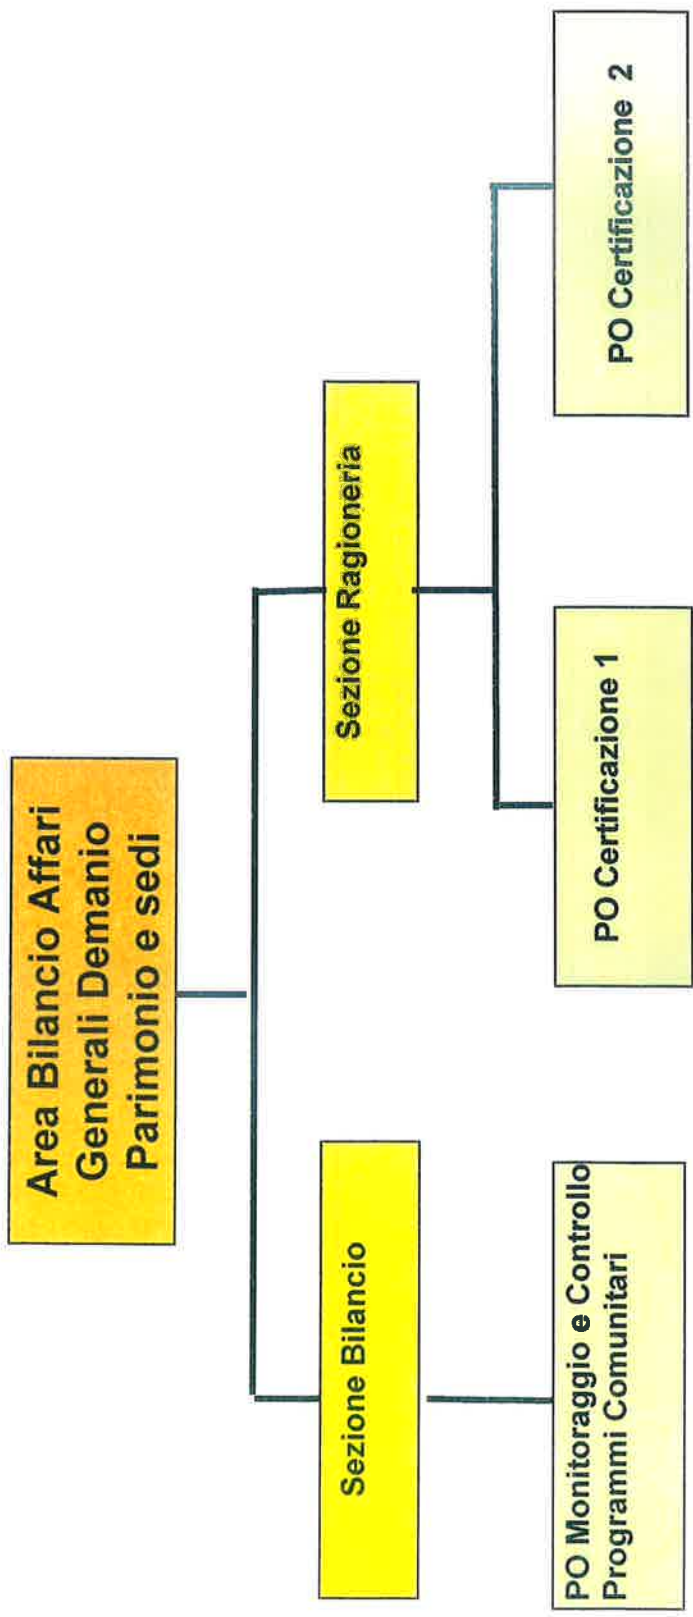 Area Bilancio Affari
Generali Demanio
Parimonio e sedi
Sezione Bilancio
Sezione Ragioneria
PO Monitoraggio e Controllo
Programmi Comunitari
PO Certificazione 1
PO Certificazione 2